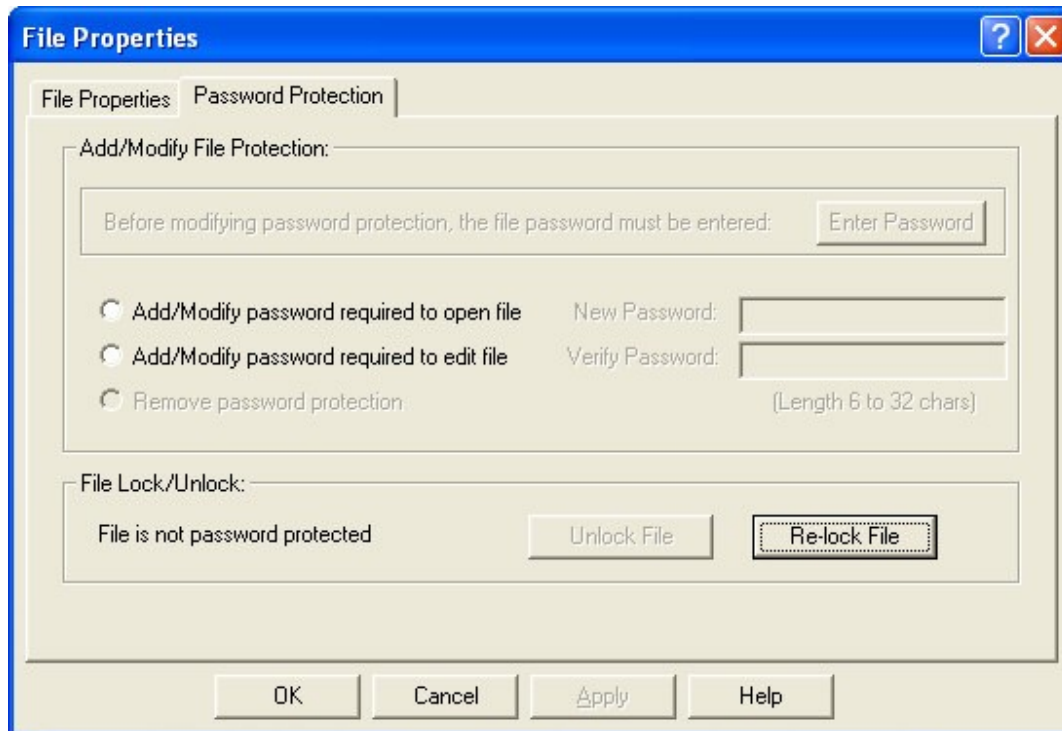 File Properties
File Properties Password Protection
Add/Modify File Protection:
Before modifying password protection, the file password must be entered: Enter Password
Add/Modify password required to open file New Password:
Add/Modify password required to edit file Verify Password:
Remove password protection (Length 6 to 32 chars)
File Lock/Unlock:
File is not password protected Unlock File Re-lock File
OK Cancel Apply Help